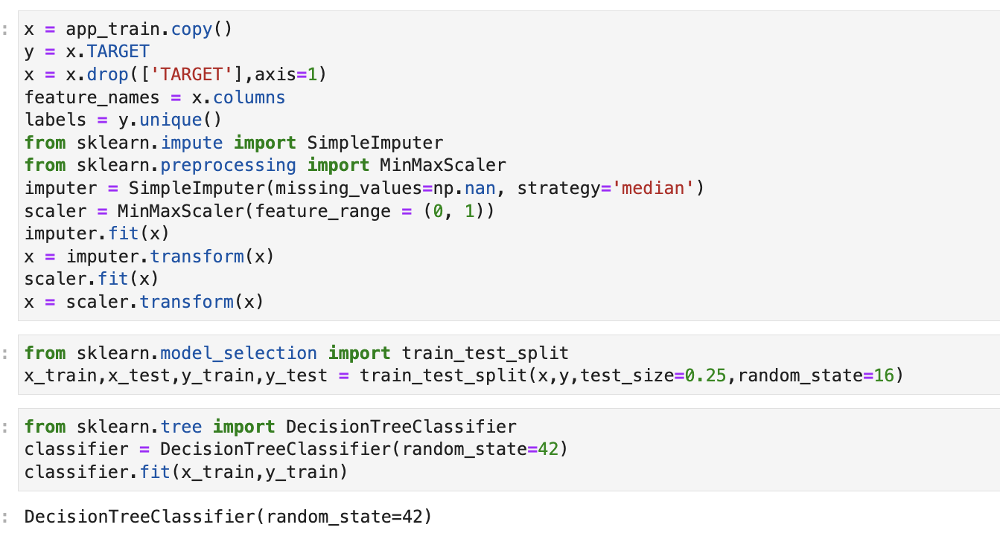 x = app_train.copy()
y = x.TARGET
x = x.drop(['TARGET'],axis=1)
feature_names = x.columns
labels = y.unique()
from sklearn.impute import SimpleImputer
from sklearn.preprocessing import MinMaxScaler
imputer = SimpleImputer(missing_values=np.nan, strategy='median')
scaler = MinMaxScaler(feature_range = (0, 1))
imputer.fit(x)
x = imputer.transform(x)
scaler.fit(x)
x = scaler.transform(x)
from sklearn.model_selection import train_test_split
x_train,x_test,y_train,y_test = train_test_split(x,y,test_size=0.25,random_state=16)
from sklearn.tree import DecisionTreeClassifier
classifier = DecisionTreeClassifier(random_state=42)
classifier.fit(x_train,y_train)
DecisionTreeClassifier(random_state=42)